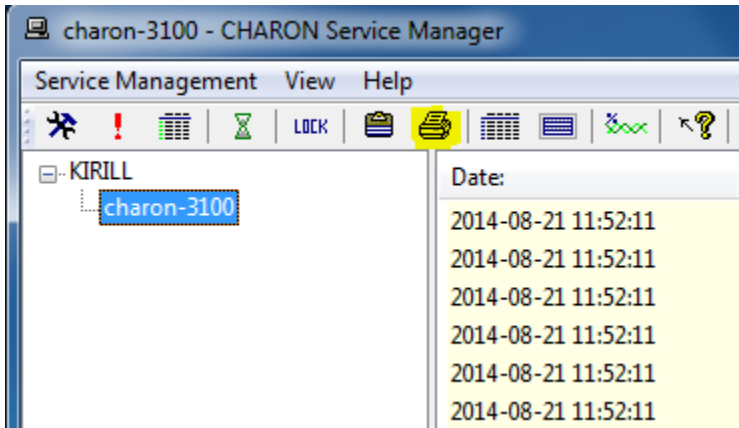 charon-3100 - CHARON Service Manager
Service Management View Help
LOCK
KIRILL
charon-3100
Date:
2014-08-21 11:52:11
2014-08-21 11:52:11
2014-08-21 11:52:11
2014-08-21 11:52:11
2014-08-21 11:52:11
2014-08-21 11:52:11